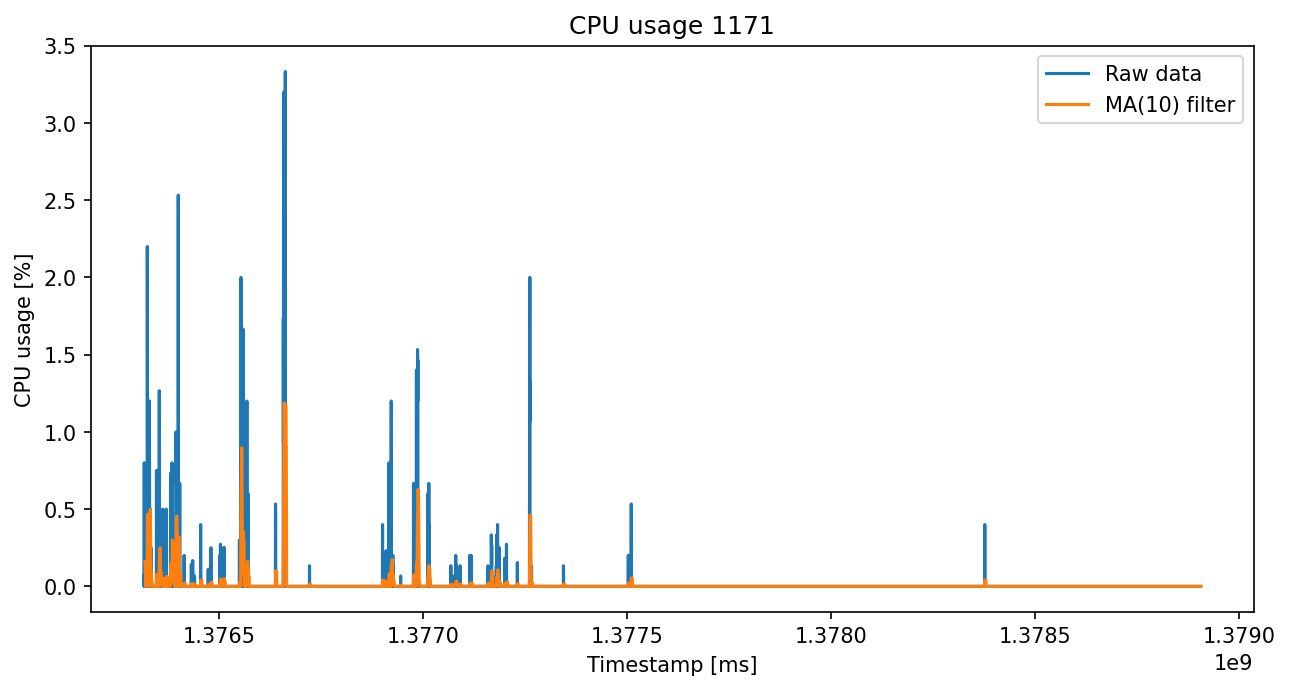 CPU usage 1171
3.5
3.0
2.5
2.0
1.5
1.0
0.5
0.0
CPU usage [%]
Raw data
MA(10) filter
1.3765
1.3770
1.3775
1.3780
1.3785
1.3790
1e9
Timestamp [ms]